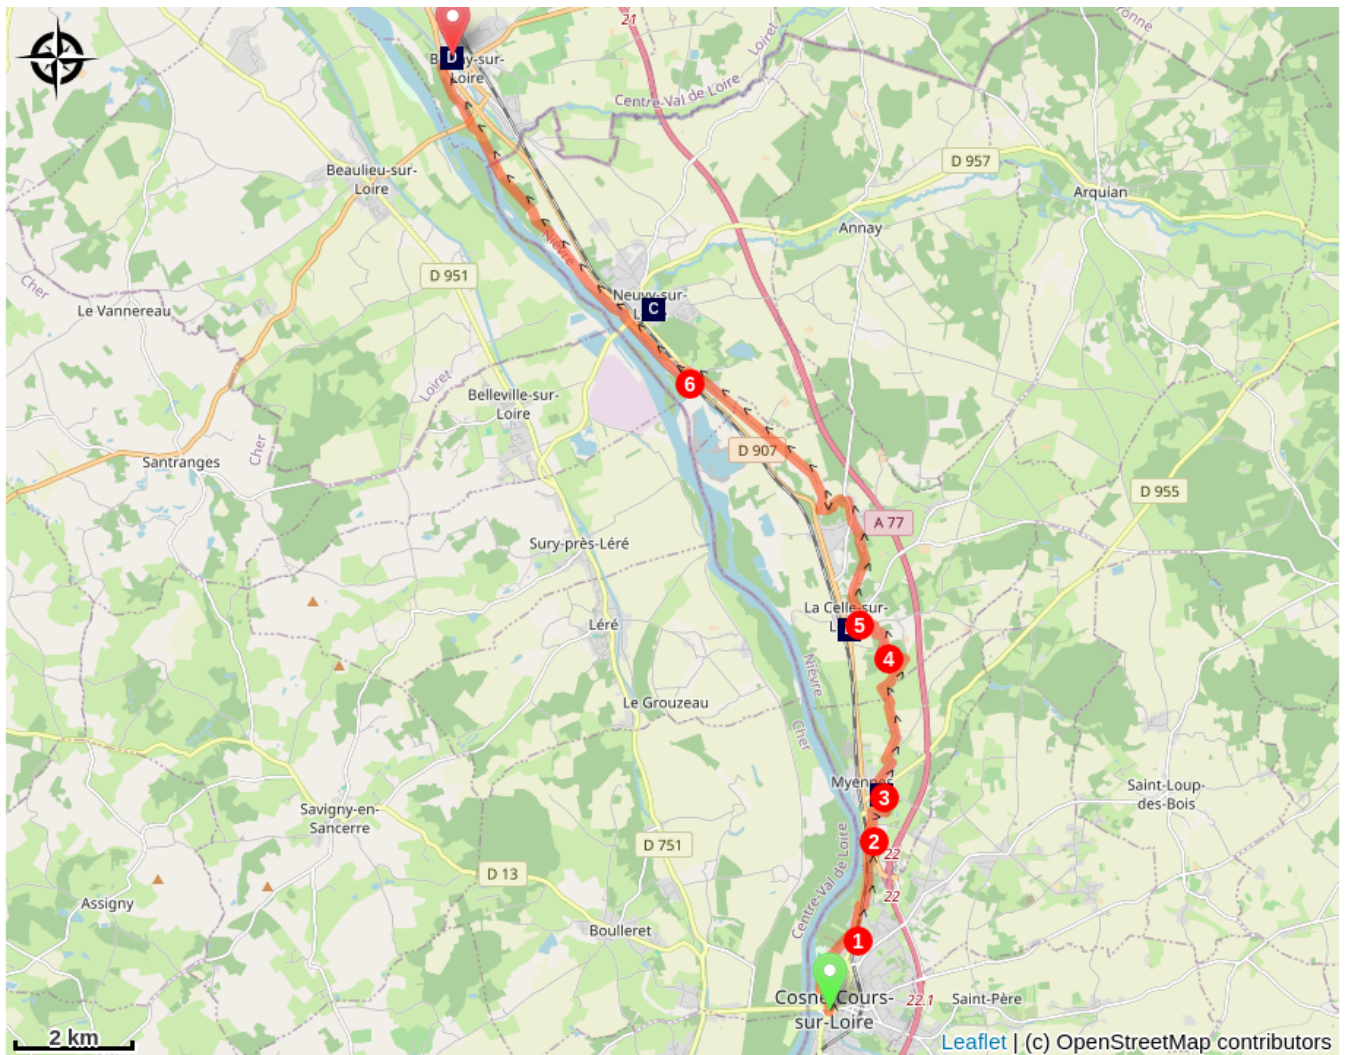 21
Loiret
ronne
Centre-Val de Loire
D
Loire
D 957
Beaulieu-sur-
Loire
Arquian
Annay
Nièvre
D 951
Cher
Le Vannereau
Neuvy-sur-
C
6
Loiret
Belleville-sur-
Loire
Cher
D 907
Santranges
D 955
A 77
Sury-près-Léré
La Celle-sur-
5
Léré
4
Nièvre
Le Grouzeau
Cher
Myennes
3
Saint-Loup-
des-Bois
Savigny-en-
Sancerre
2
D 751
22
D 13
22
Centre-Val de Loire
Assigny
Boulleret
1
Cosne-Cours-
sur-Loire
22.1
Saint-Père
2 km
Leaflet | (c) OpenStreetMap contributors